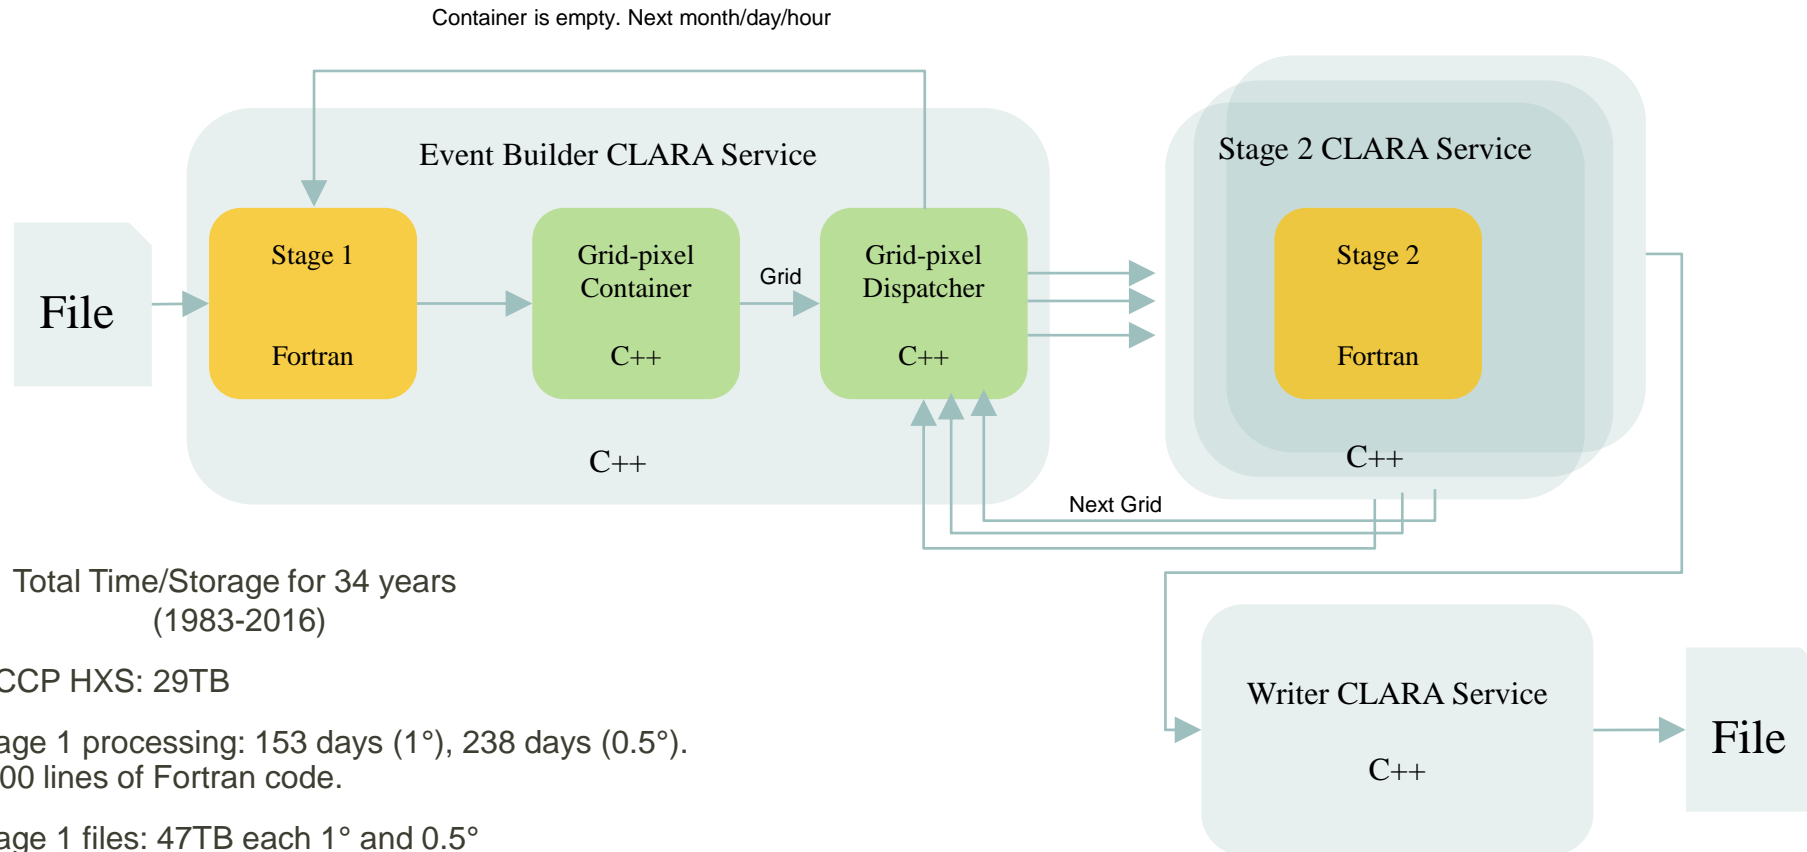 Container is empty. Next month/day/hour
Event Builder CLARA Service
Stage 2 CLARA Service
File
Stage 1
Fortran
Grid-pixel
Container
C++
Grid
Grid-pixel
Dispatcher
C++
Stage 2
Fortran
C++
C++
Next Grid
Total Time/Storage for 34 years
(1983-2016)
CCP HXS: 29TB
age 1 processing: 153 days (1°), 238 days (0.5°).
00 lines of Fortran code.
age 1 files: 47TB each 1° and 0.5°
Writer CLARA Service
C++
File